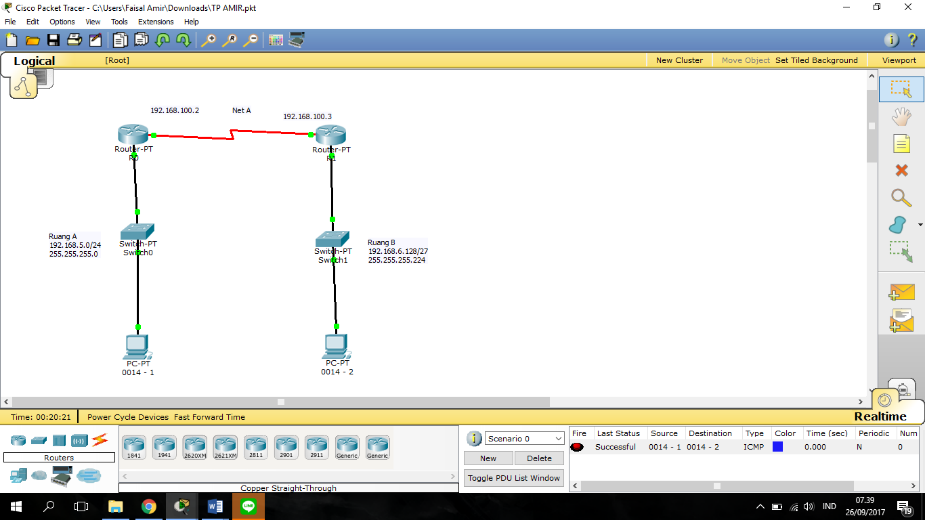 Cisco Packet Tracer - C:\Users\Faisal Amir\Downloads\TP AMIR.pkt
File Edit Options View Tools Extensions Help
Logical [Root] New Cluster Move Object Set Tiled Background Viewport
192.168.100.2 Net A
192.168.100.3
Router-PT
R0
Router-PT
R1
Ruang A
192.168.5.0/24
255.255.255.0
Switch-PT
Switch0
Switch-PT
Switch1
Ruang B
192.168.6.128/27
255.255.255.224
PC-PT
0014 - 1
PC-PT
0014 - 2
Time: 00:20:21 Power Cycle Devices Fast Forward Time Realtime
Routers
1841 1941 2620XM 2621XM 2811 2901 2911 Generic Generic
Copper Straight-Through
Scenario 0
New Delete
Toggle PDU List Window
Fire Last Status Source Destination Type Color Time (sec) Periodic Num
Successful 0014 - 1 0014 - 2 ICMP 0.000 N 0
IND
07.39
26/09/2017
19